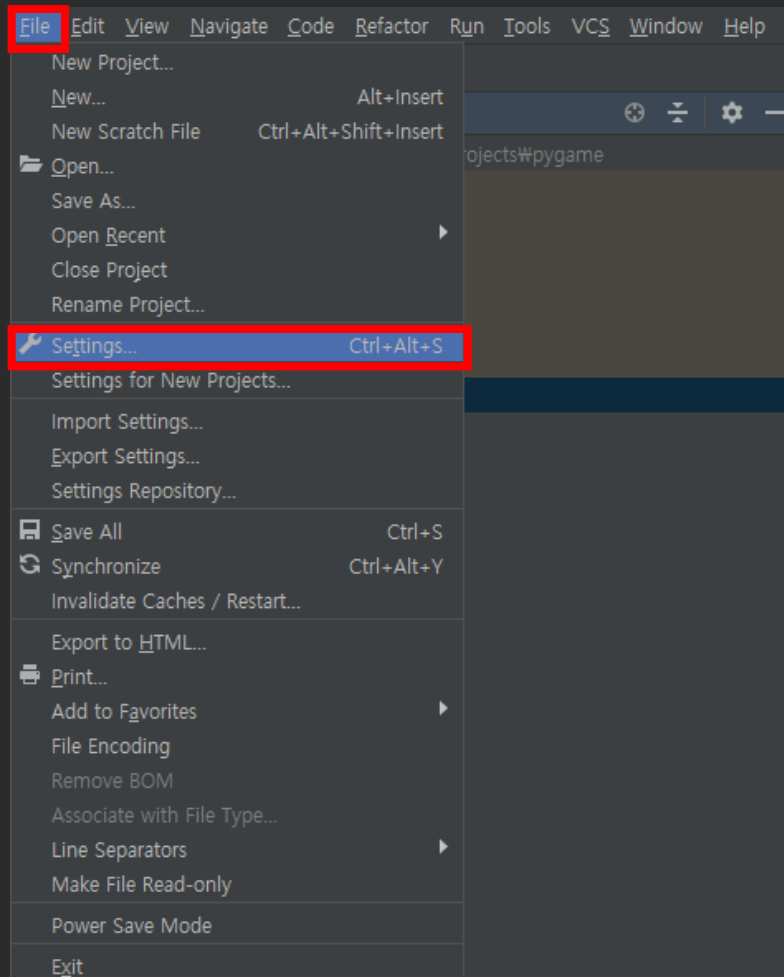 File Edit View Navigate Code Refactor Run Tools VCS Window Help
New Project...
New... Alt+Insert
New Scratch File Ctrl+Alt+Shift+Insert
ojects₩pygame
Open...
Save As...
Open Recent
Close Project
Rename Project...
Settings... Ctrl+Alt+S
Settings for New Projects...
Import Settings...
Export Settings...
Settings Repository...
Save All Ctrl+S
Synchronize Ctrl+Alt+Y
Invalidate Caches / Restart...
Export to HTML...
Print...
Add to Favorites
File Encoding
Remove BOM
Associate with File Type...
Line Separators
Make File Read-only
Power Save Mode
Exit